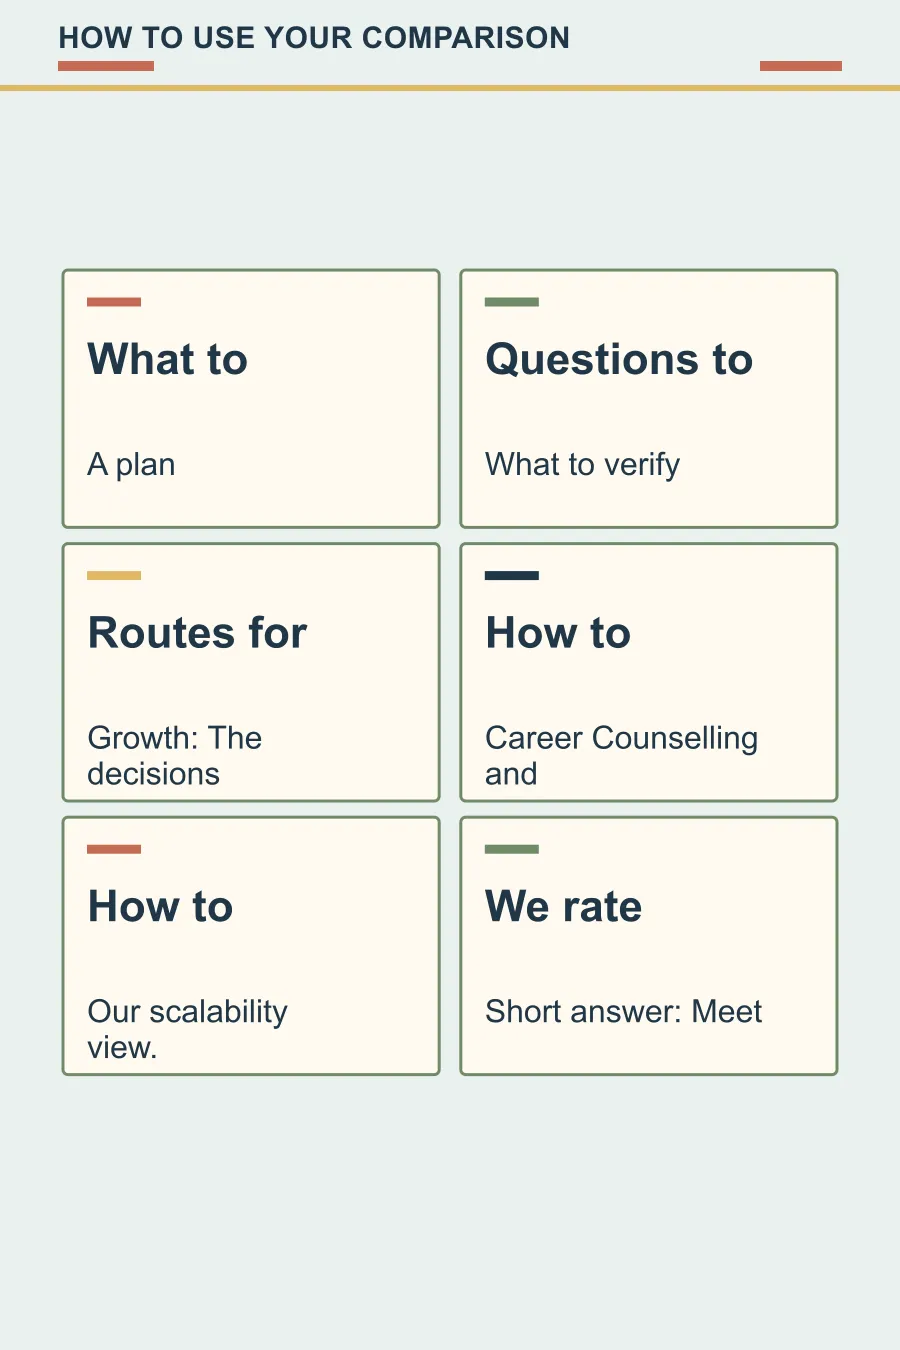 HOW TO USE YOUR COMPARISON
What to
A plan
Questions to
What to verify
Routes for
Growth: The
decisions
How to
Career Counselling
and
How to
Our scalability
view.
We rate
Short answer: Meet